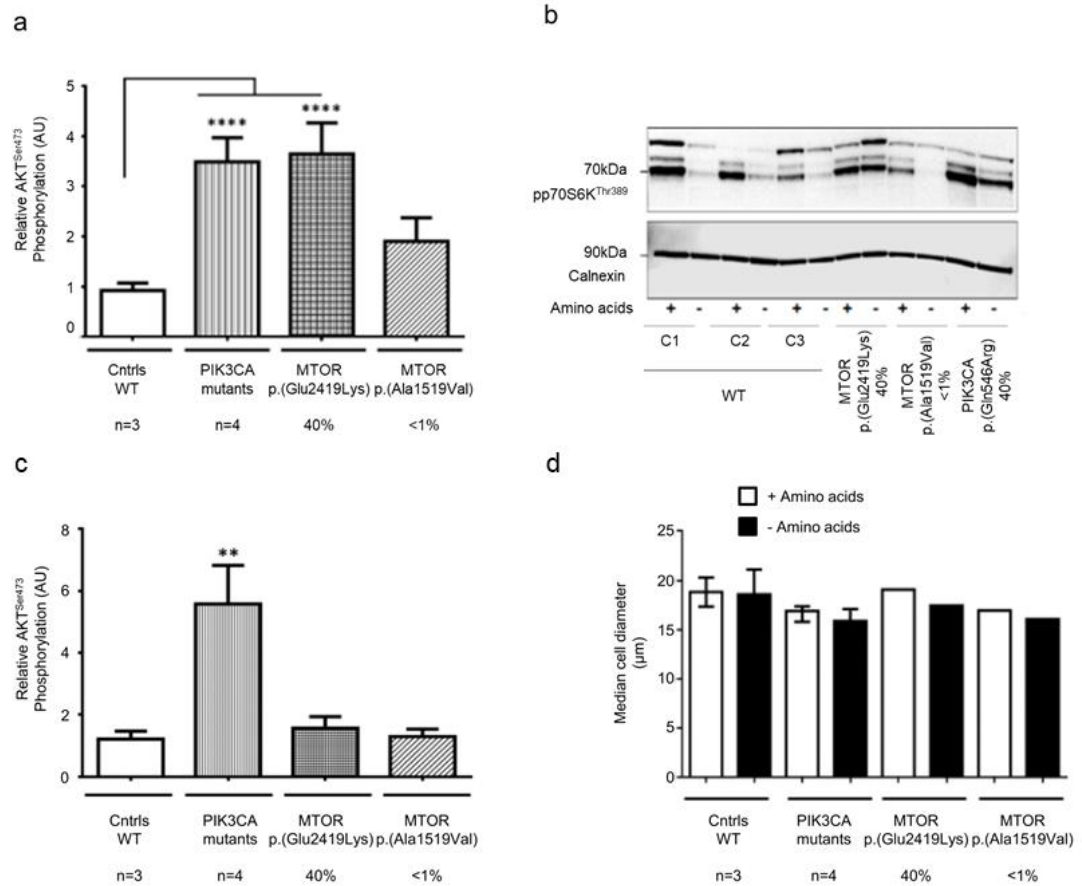 a
Relative AKTSer473
Phosphorylation (AU)
5
4
3
2
1
0
****
****
Cntrls
WT
n=3
PIK3CA
mutants
n=4
MTOR
p.(Glu2419Lys)
40%
MTOR
p.(Ala1519Val)
<1%
b
70kDa
pp70S6KThr389
90kDa
Calnexin
Amino acids + - + - + - + - + - + -
C1 C2 C3
WT
MTOR
p.(Glu2419Lys)
40%
MTOR
p.(Ala1519Val)
<1%
PIK3CA
p.(Gln546Arg)
40%
c
Relative AKTSer473
Phosphorylation (AU)
8
6
4
2
0
**
Cntrls
WT
n=3
PIK3CA
mutants
n=4
MTOR
p.(Glu2419Lys)
40%
MTOR
p.(Ala1519Val)
<1%
d
+ Amino acids
- Amino acids
Median cell diameter
(µm)
25
20
15
10
5
0
Cntrls
WT
n=3
PIK3CA
mutants
n=4
MTOR
p.(Glu2419Lys)
40%
MTOR
p.(Ala1519Val)
<1%